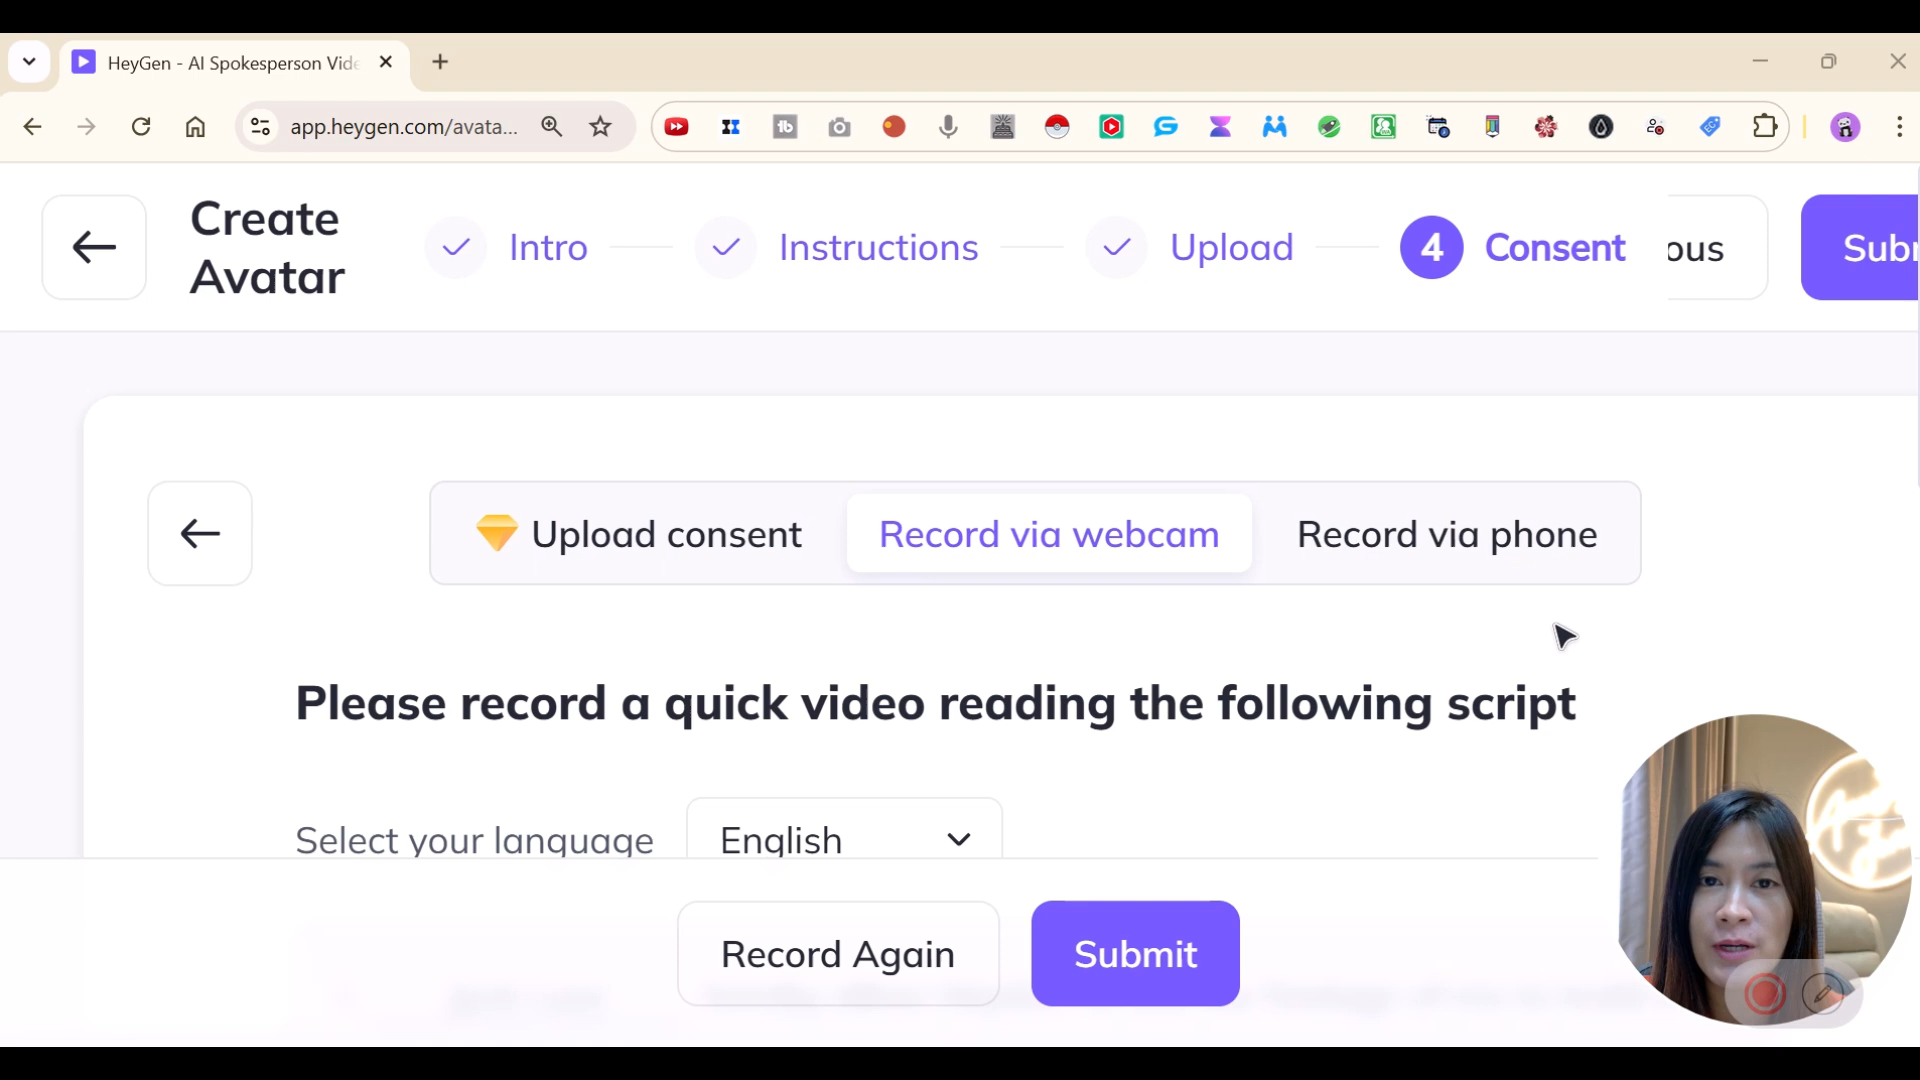 HeyGen - AI Spokesperson Vide
app.heygen.com/avata...
Create
Avatar
Intro
Instructions
Upload
4 Consent
ous
Subm
Upload consent
Record via webcam
Record via phone
Please record a quick video reading the following script
Select your language
English
Record Again
Submit